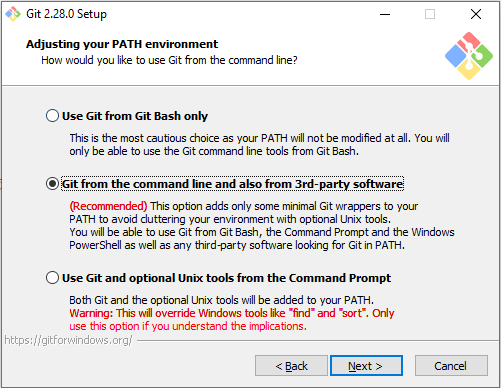 Git 2.28.0 Setup
Adjusting your PATH environment
How would you like to use Git from the command line?
Use Git from Git Bash only
This is the most cautious choice as your PATH will not be modified at all. You will
only be able to use the Git command line tools from Git Bash.
Git from the command line and also from 3rd-party software
(Recommended) This option adds only some minimal Git wrappers to your
PATH to avoid cluttering your environment with optional Unix tools.
You will be able to use Git from Git Bash, the Command Prompt and the Windows
PowerShell as well as any third-party software looking for Git in PATH.
Use Git and optional Unix tools from the Command Prompt
Both Git and the optional Unix tools will be added to your PATH.
Warning: This will override Windows tools like "find" and "sort". Only
use this option if you understand the implications.
https://gitforwindows.org/
< Back
Next >
Cancel